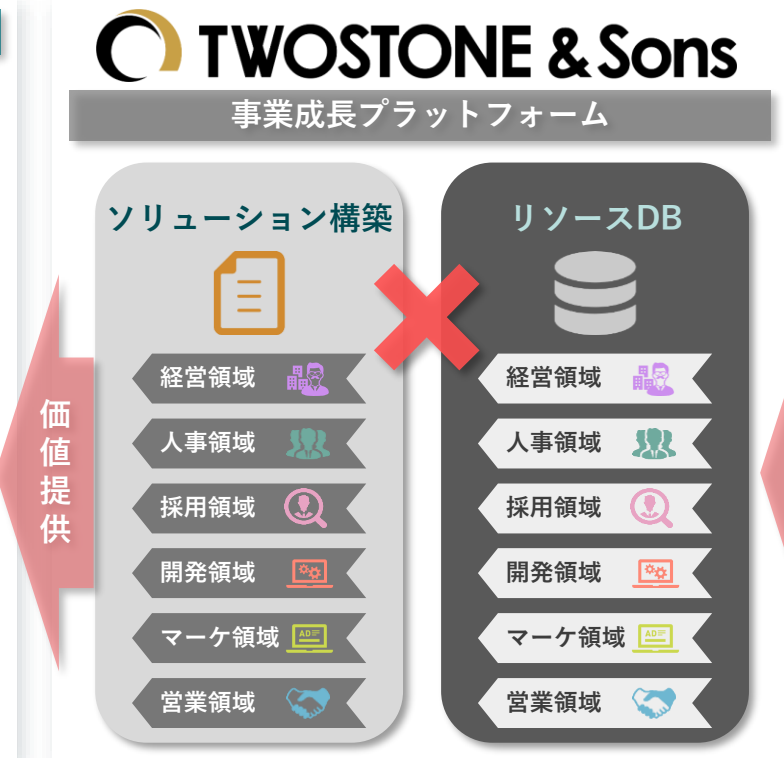 TWOSTONE & Sons
事業成長プラットフォーム
ソリューション構築
経営領域
人事領域
採用領域
開発領域
マーケ領域
AD
営業領域
リソースDB
経営領域
人事領域
採用領域
開発領域
マーケ領域
AD
営業領域
価値提供